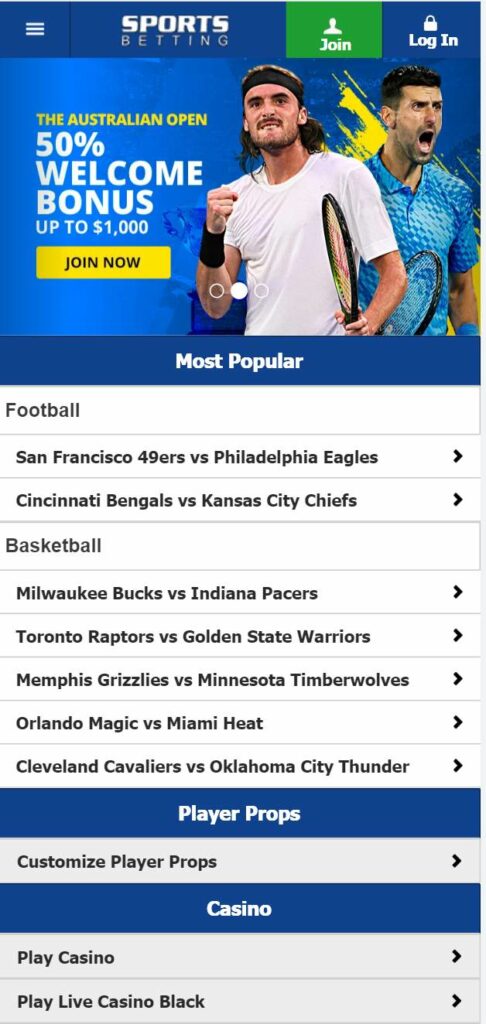 SPORTS
BETTING
Join
Log In
THE AUSTRALIAN OPEN
50%
WELCOME
BONUS
UP TO $1,000
JOIN NOW
Most Popular
Football
San Francisco 49ers vs Philadelphia Eagles
Cincinnati Bengals vs Kansas City Chiefs
Basketball
Milwaukee Bucks vs Indiana Pacers
Toronto Raptors vs Golden State Warriors
Memphis Grizzlies vs Minnesota Timberwolves
Orlando Magic vs Miami Heat
Cleveland Cavaliers vs Oklahoma City Thunder
Player Props
Customize Player Props
Casino
Play Casino
Play Live Casino Black